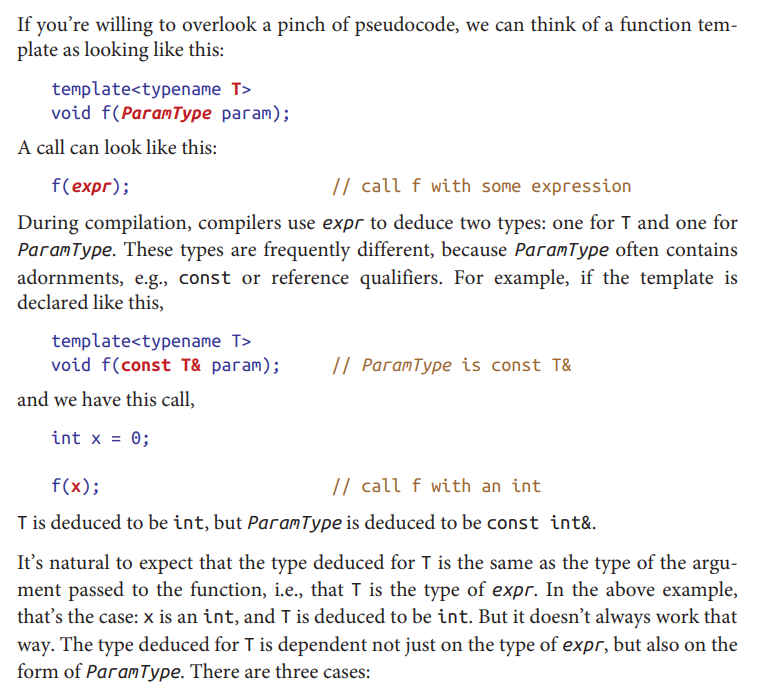 If you're willing to overlook a pinch of pseudocode, we can think of a function tem-
plate as looking like this:
template<typename T>
void f(ParamType param);
A call can look like this:
f(expr); // call f with some expression
During compilation, compilers use expr to deduce two types: one for T and one for
ParamType. These types are frequently different, because ParamType often contains
adornments, e.g., const or reference qualifiers. For example, if the template is
declared like this,
template<typename T>
void f(const T& param); // ParamType is const T&
and we have this call,
int x = 0;
f(x); // call f with an int
T is deduced to be int, but ParamType is deduced to be const int&.
It's natural to expect that the type deduced for T is the same as the type of the argu-
ment passed to the function, i.e., that T is the type of expr. In the above example,
that's the case: x is an int, and T is deduced to be int. But it doesn't always work that
way. The type deduced for T is dependent not just on the type of expr, but also on the
form of ParamType. There are three cases: